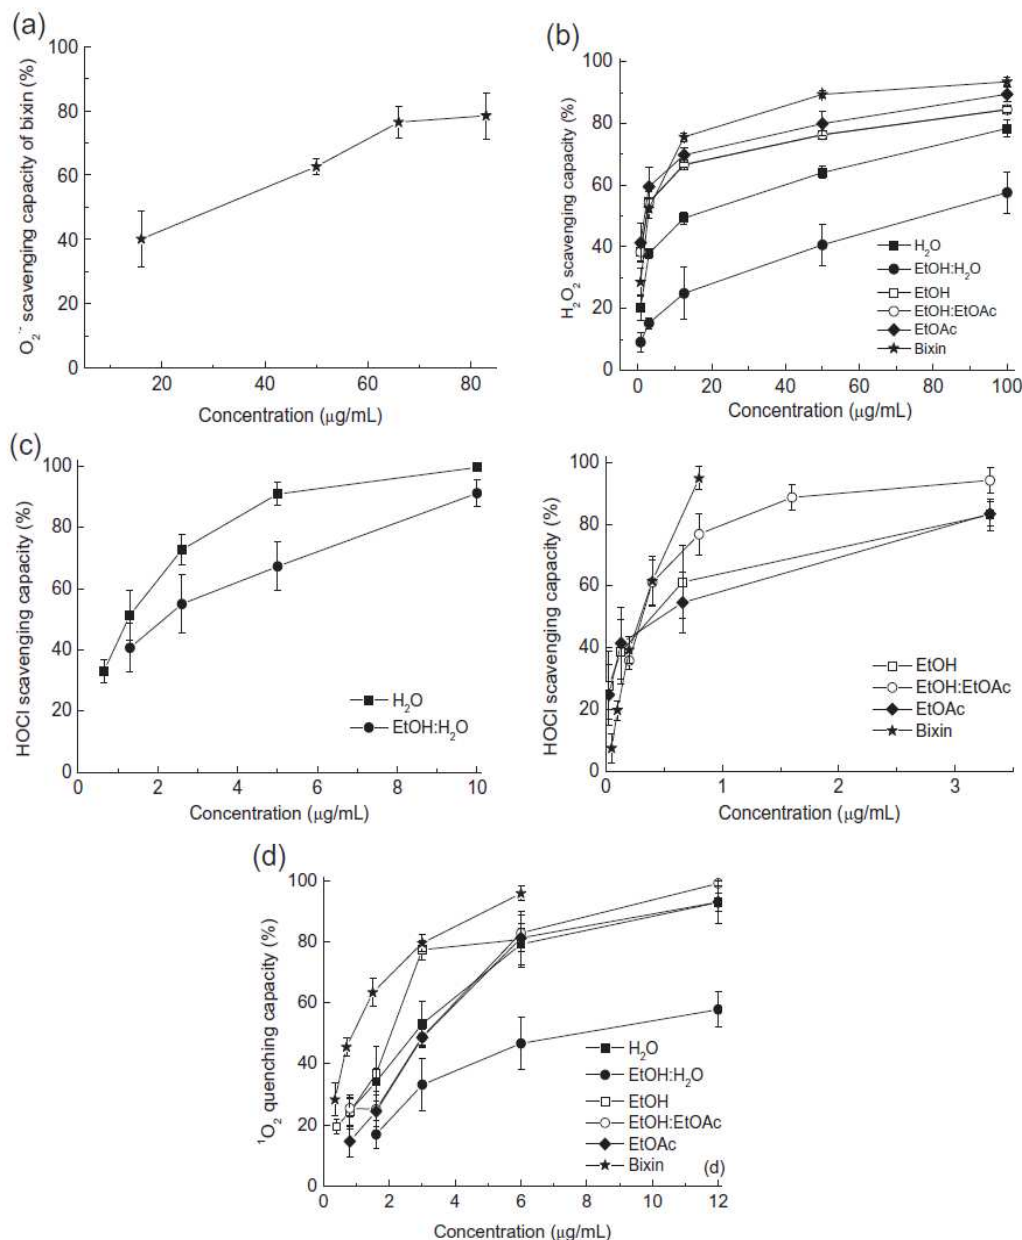 (a)
100
80
60
40
20
0
O₂˙⁻ scavenging capacity of bixin (%)
20 40 60 80
Concentration (μg/mL)
(b)
100
80
60
40
20
0
H₂O₂ scavenging capacity (%)
H₂O
EtOH:H₂O
EtOH
EtOH:EtOAc
EtOAc
Bixin
0 20 40 60 80 100
Concentration (μg/mL)
(c)
100
80
60
40
20
0
HOCl scavenging capacity (%)
H₂O
EtOH:H₂O
0 2 4 6 8 10
Concentration (μg/mL)
100
80
60
40
20
0
HOCl scavenging capacity (%)
EtOH
EtOH:EtOAc
EtOAc
Bixin
0 1 2 3
Concentration (μg/mL)
(d)
100
80
60
40
20
0
¹O₂ quenching capacity (%)
H₂O
EtOH:H₂O
EtOH
EtOH:EtOAc
EtOAc
Bixin
(d)
0 2 4 6 8 10 12
Concentration (μg/mL)